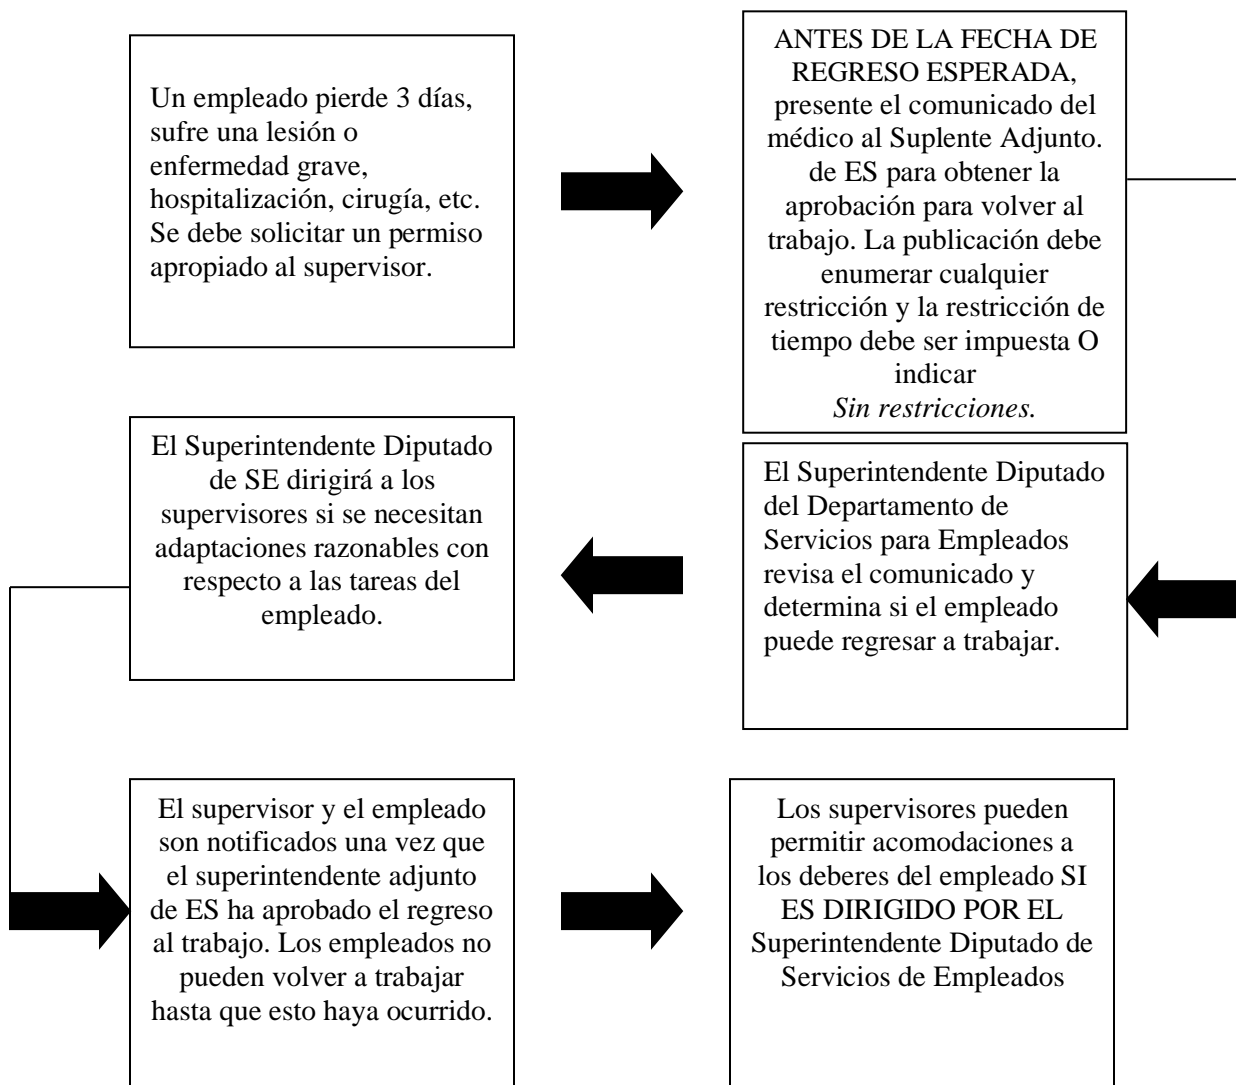 Un empleado pierde 3 días,
sufre una lesión o
enfermedad grave,
hospitalización, cirugía, etc.
Se debe solicitar un permiso
apropiado al supervisor.
ANTES DE LA FECHA DE
REGRESO ESPERADA,
presente el comunicado del
médico al Suplente Adjunto.
de ES para obtener la
aprobación para volver al
trabajo. La publicación debe
enumerar cualquier
restricción y la restricción de
tiempo debe ser impuesta O
indicar
Sin restricciones.
El Superintendente Diputado
del Departamento de
Servicios para Empleados
revisa el comunicado y
determina si el empleado
puede regresar a trabajar.
El Superintendente Diputado
de SE dirigirá a los
supervisores si se necesitan
adaptaciones razonables con
respecto a las tareas del
empleado.
El supervisor y el empleado
son notificados una vez que
el superintendente adjunto
de ES ha aprobado el regreso
al trabajo. Los empleados no
pueden volver a trabajar
hasta que esto haya ocurrido.
Los supervisores pueden
permitir acomodaciones a
los deberes del empleado SI
ES DIRIGIDO POR EL
Superintendente Diputado de
Servicios de Empleados